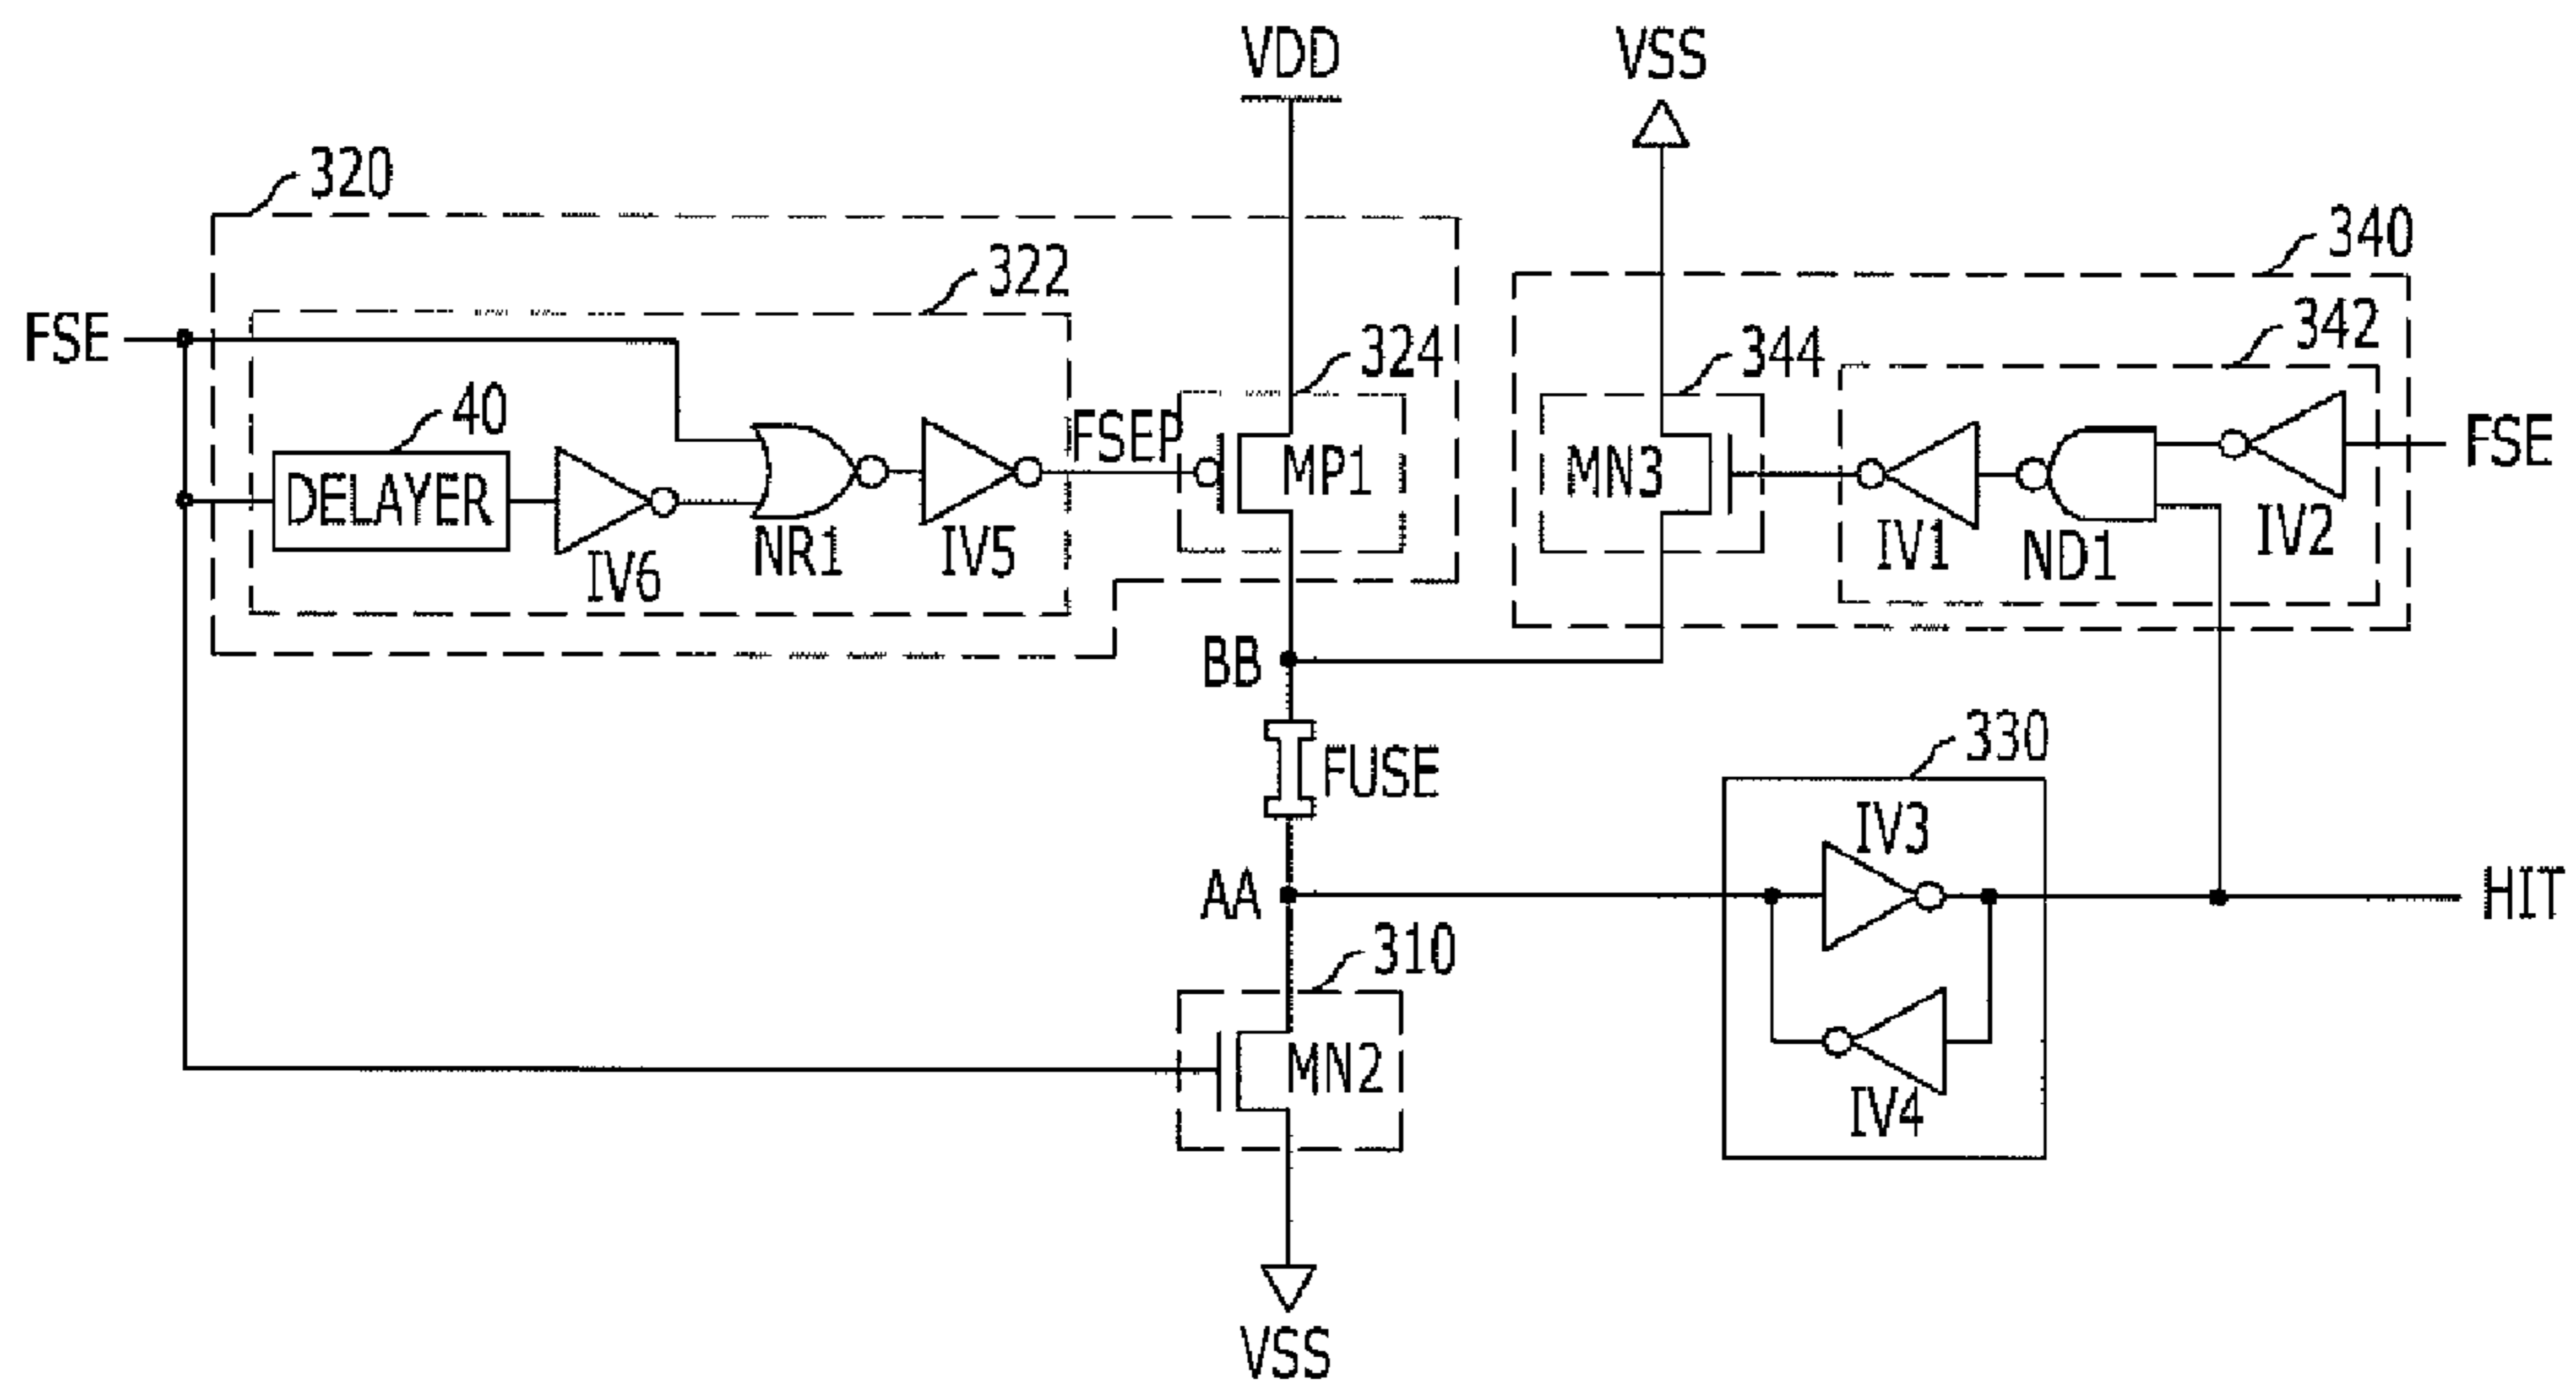 VDD
VSS
320
340
322
342
FSE
324
344
40
FSEP
FSE
DELAYER
MP1
MN3
IV6
NR1
IV5
IV1
ND1
IV2
BB
330
FUSE
IV3
AA
HIT
310
MN2
IV4
VSS